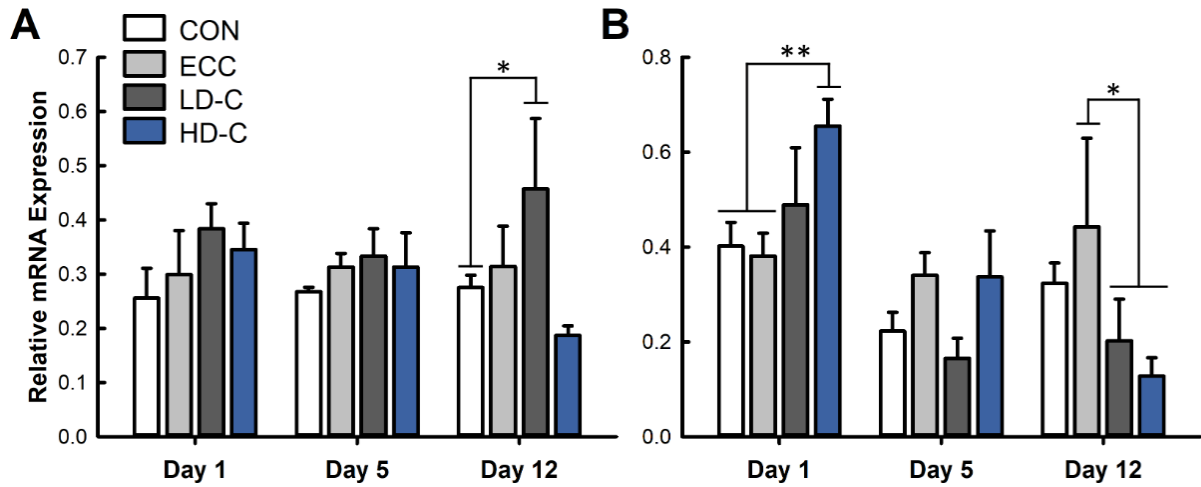 A
CON
ECC
LD-C
HD-C
Relative mRNA Expression
0.7
0.6
0.5
0.4
0.3
0.2
0.1
0.0
*
Day 1
Day 5
Day 12
B
0.8
0.6
0.4
0.2
0.0
**
*
Day 1
Day 5
Day 12